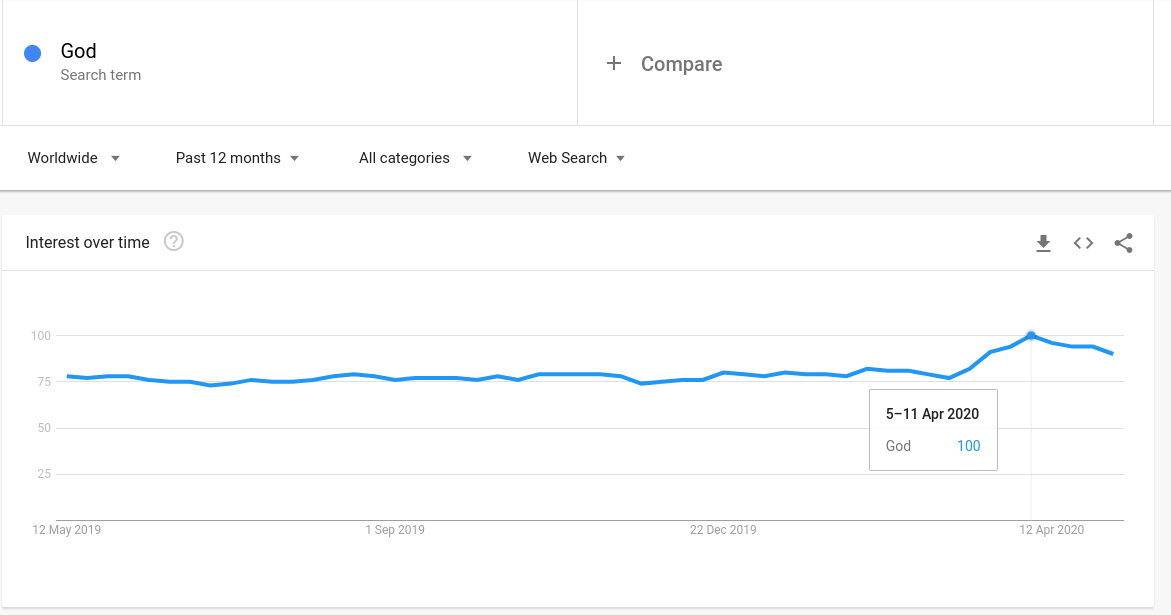 God
Search term
+ Compare
Worldwide
Past 12 months
All categories
Web Search
Interest over time ?
100
75
50
25
5–11 Apr 2020
God 100
12 May 2019
1 Sep 2019
22 Dec 2019
12 Apr 2020